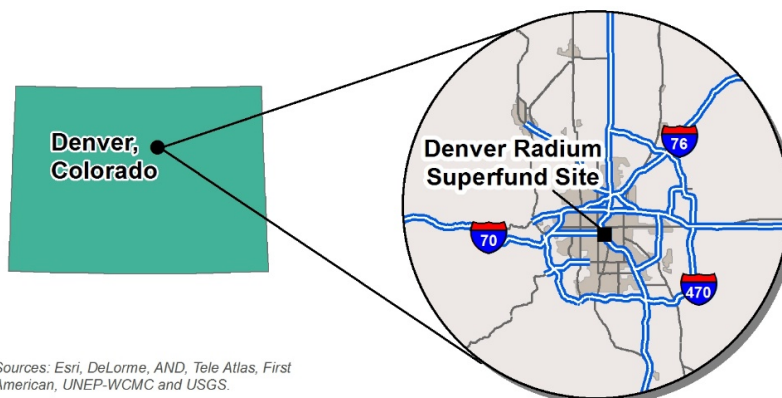 Denver,
Colorado
Denver Radium
Superfund Site
76
70
470
Sources: Esri, DeLorme, AND, Tele Atlas, First
American, UNEP-WCMC and USGS.